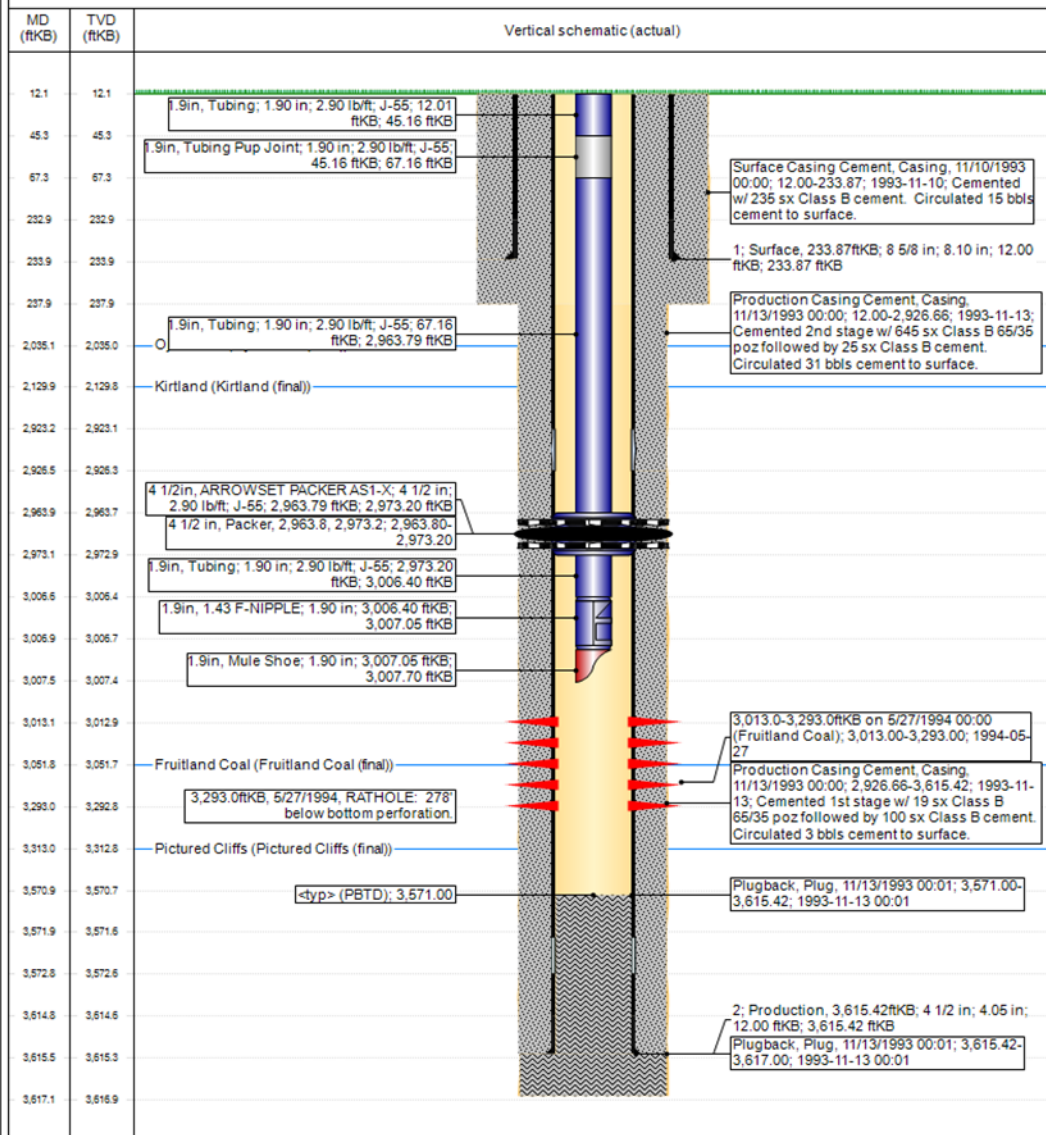 MD
(ftKB)
TVD
(ftKB)
Vertical schematic (actual)
12.1 12.1
45.3 45.3
67.3 67.3
232.9 232.9
233.9 233.9
237.9 237.9
2,035.1 2,035.0
2,129.9 2,129.8
2,923.2 2,923.1
2,926.5 2,926.3
2,963.9 2,963.7
2,973.1 2,972.9
3,005.6 3,006.4
3,006.9 3,006.7
3,007.5 3,007.4
3,013.1 3,012.9
3,051.8 3,051.7
3,293.0 3,292.8
3,313.0 3,312.8
3,570.9 3,570.7
3,571.9 3,571.6
3,572.8 3,572.6
3,614.8 3,614.6
3,615.5 3,615.3
3,617.1 3,616.9
1.9in, Tubing; 1.90 in; 2.90 lb/ft; J-55; 12.01
ftKB; 45.16 ftKB
1.9in, Tubing Pup Joint; 1.90 in; 2.90 lb/ft; J-55;
45.16 ftKB; 67.16 ftKB
Surface Casing Cement, Casing, 11/10/1993
00:00; 12.00-233.87; 1993-11-10; Cemented
w/ 235 sx Class B cement. Circulated 15 bbls
cement to surface.
1; Surface, 233.87ftKB; 8 5/8 in; 8.10 in; 12.00
ftKB; 233.87 ftKB
Production Casing Cement, Casing,
11/13/1993 00:00; 12.00-2,926.66; 1993-11-13;
Cemented 2nd stage w/ 645 sx Class B 65/35
poz followed by 25 sx Class B cement.
Circulated 31 bbls cement to surface.
1.9in, Tubing; 1.90 in; 2.90 lb/ft; J-55; 67.16
ftKB; 2,963.79 ftKB
Kirtland (Kirtland (final))
4 1/2in, ARROWSET PACKER AS1-X; 4 1/2 in;
2.90 lb/ft; J-55; 2,963.79 ftKB; 2,973.20 ftKB
4 1/2 in, Packer, 2,963.8, 2,973.2; 2,963.80-
2,973.20
1.9in, Tubing; 1.90 in; 2.90 lb/ft; J-55; 2,973.20
ftKB; 3,006.40 ftKB
1.9in, 1.43 F-NIPPLE; 1.90 in; 3,006.40 ftKB;
3,007.05 ftKB
1.9in, Mule Shoe; 1.90 in; 3,007.05 ftKB;
3,007.70 ftKB
3,013.0-3,293.0ftKB on 5/27/1994 00:00
(Fruitland Coal); 3,013.00-3,293.00; 1994-05-
27
Fruitland Coal (Fruitland Coal (final))
Production Casing Cement, Casing,
11/13/1993 00:00; 2,926.66-3,615.42; 1993-11-
13; Cemented 1st stage w/ 19 sx Class B
65/35 poz followed by 100 sx Class B cement.
Circulated 3 bbls cement to surface.
3,293.0ftKB, 5/27/1994, RATHOLE: 278'
below bottom perforation.
Pictured Cliffs (Pictured Cliffs (final))
<typ> (PBTD); 3,571.00
Plugback, Plug, 11/13/1993 00:01; 3,571.00-
3,615.42; 1993-11-13 00:01
2; Production, 3,615.42ftKB; 4 1/2 in; 4.05 in;
12.00 ftKB; 3,615.42 ftKB
Plugback, Plug, 11/13/1993 00:01; 3,615.42-
3,617.00; 1993-11-13 00:01